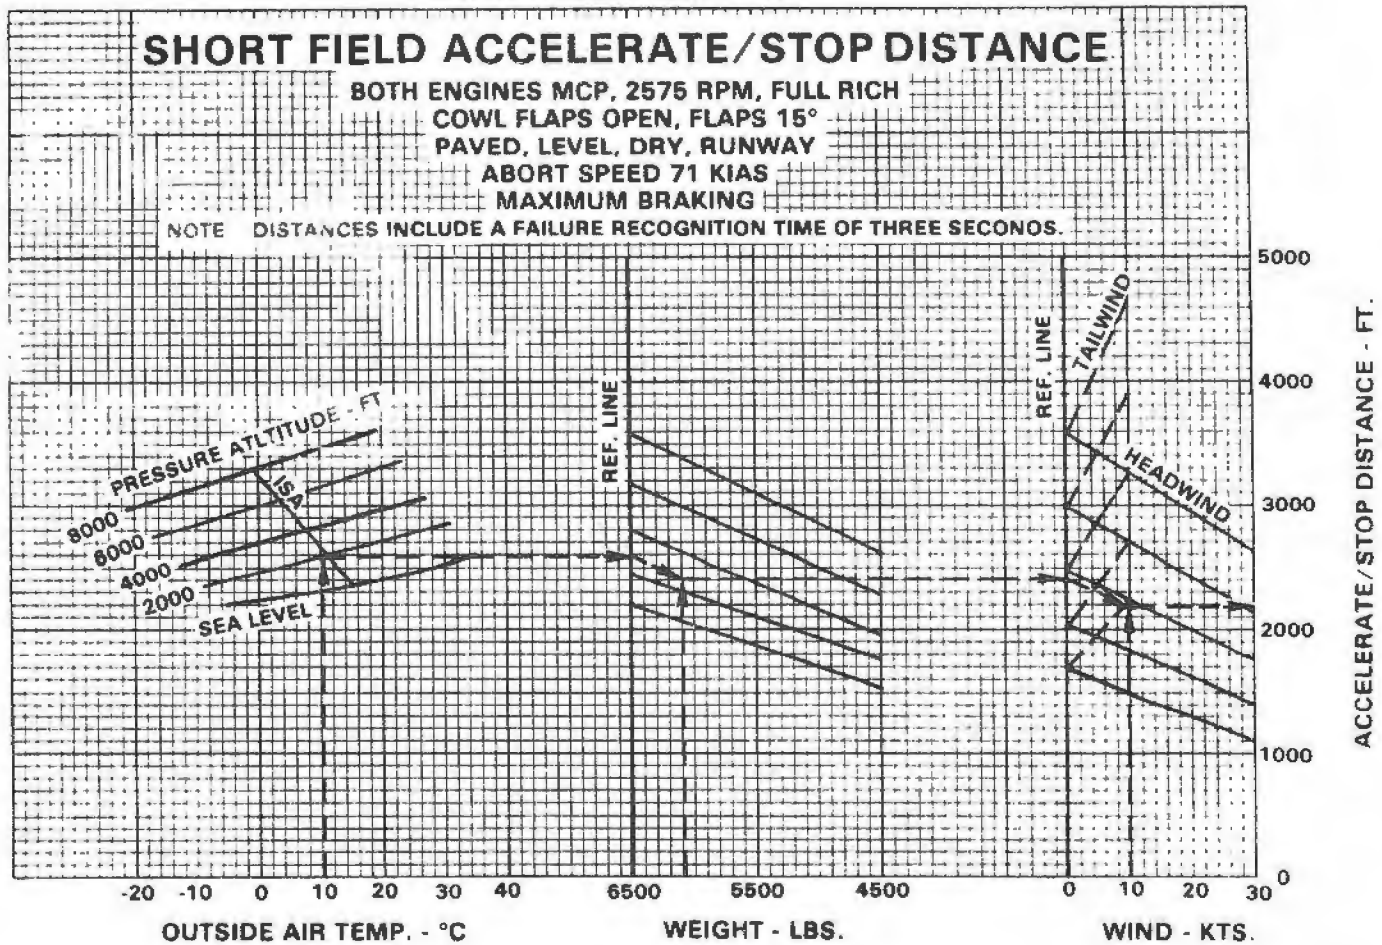 SHORT FIELD ACCELERATE/STOP DISTANCE
BOTH ENGINES MCP, 2575 RPM, FULL RICH
COWL FLAPS OPEN, FLAPS 15°
PAVED, LEVEL, DRY, RUNWAY
ABORT SPEED 71 KIAS
MAXIMUM BRAKING
NOTE DISTANCES INCLUDE A FAILURE RECOGNITION TIME OF THREE SECONDS.
PRESSURE ATLTITUDE - FT
ISA
8000
6000
4000
2000
SEA LEVEL
REF. LINE
REF. LINE
TAILWIND
HEADWIND
5000
4000
3000
2000
1000
0
ACCELERATE/STOP DISTANCE - FT.
-20 -10 0 10 20 30 40
6500 5500 4500
0 10 20 30
OUTSIDE AIR TEMP. - °C
WEIGHT - LBS.
WIND - KTS.